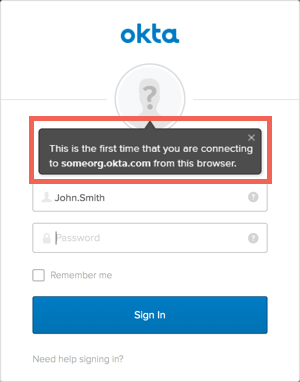 okta
?
This is the first time that you are connecting
to someorg.okta.com from this browser.
John.Smith
Password
Remember me
Sign In
Need help signing in?